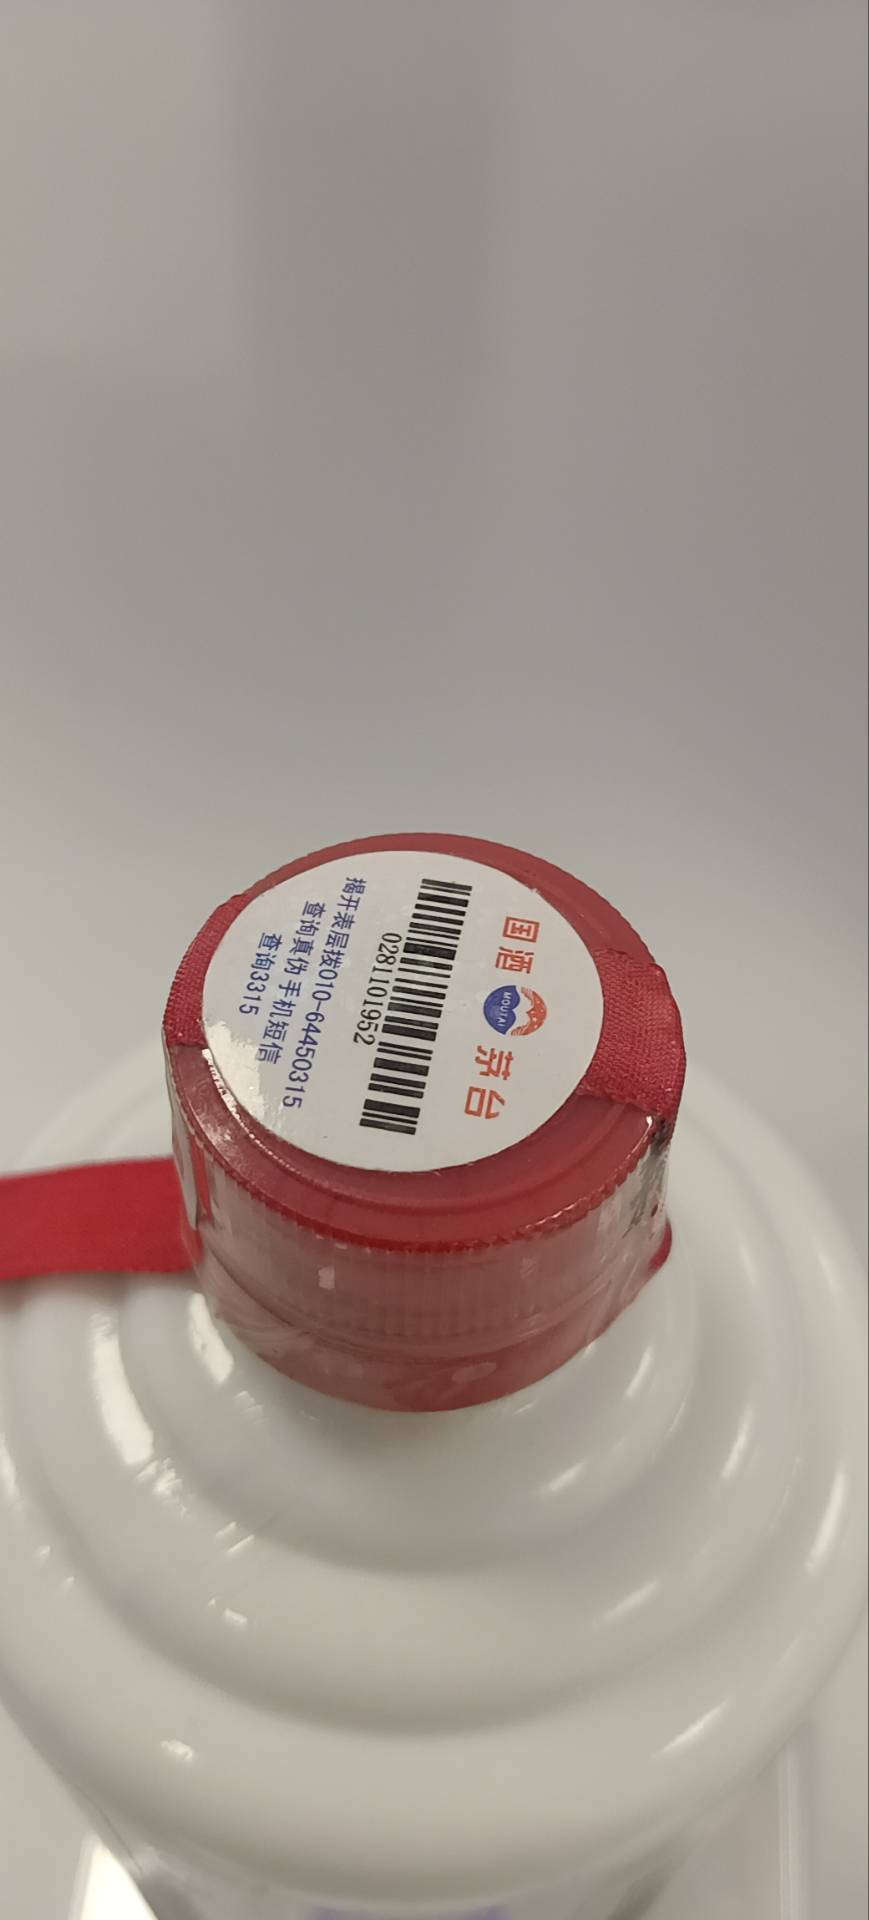 国酒 MOUTAI 茅台
0281101952
揭开表层拨010-64450315
查询真伪 手机短信
查询3315